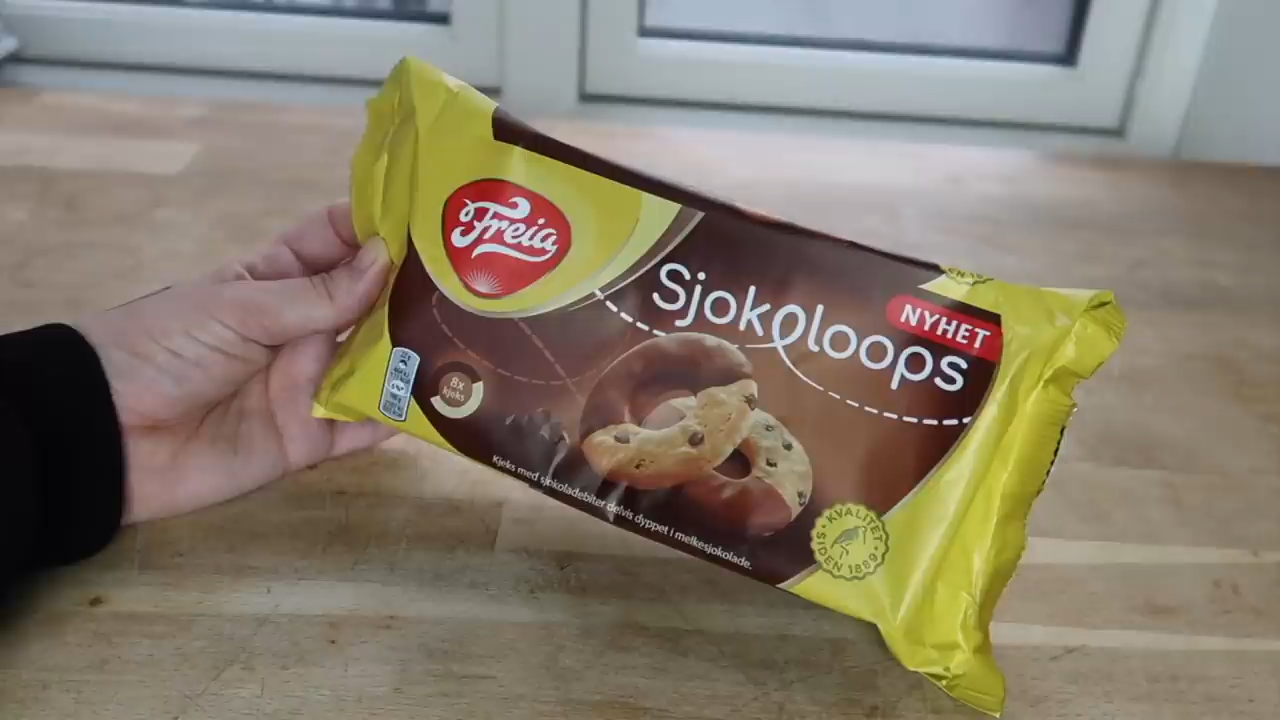 Freia
Sjokoloops
NYHET
8x
kjeks
Kjeks med sjokoladebiter delvis dyppet i melkesjokolade.
KVALITET
SIDEN 1889